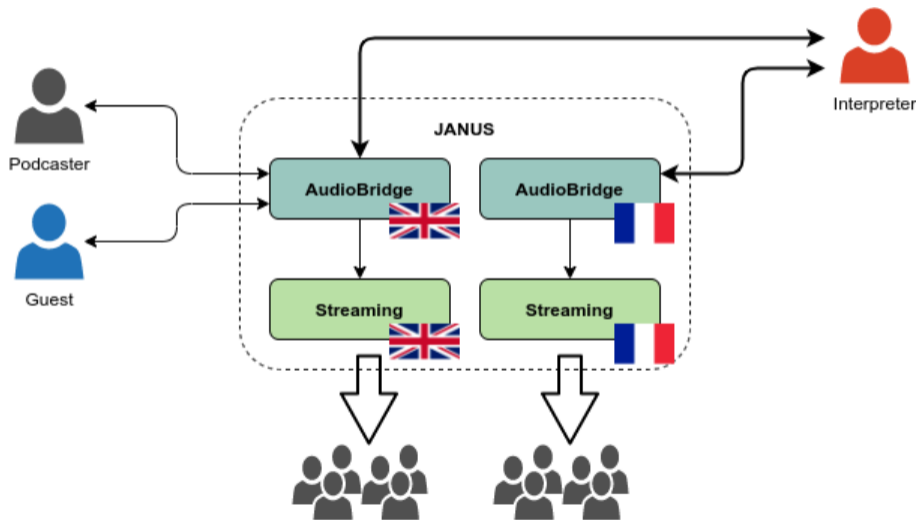 Interpreter
JANUS
Podcaster
AudioBridge
AudioBridge
Guest
Streaming
Streaming